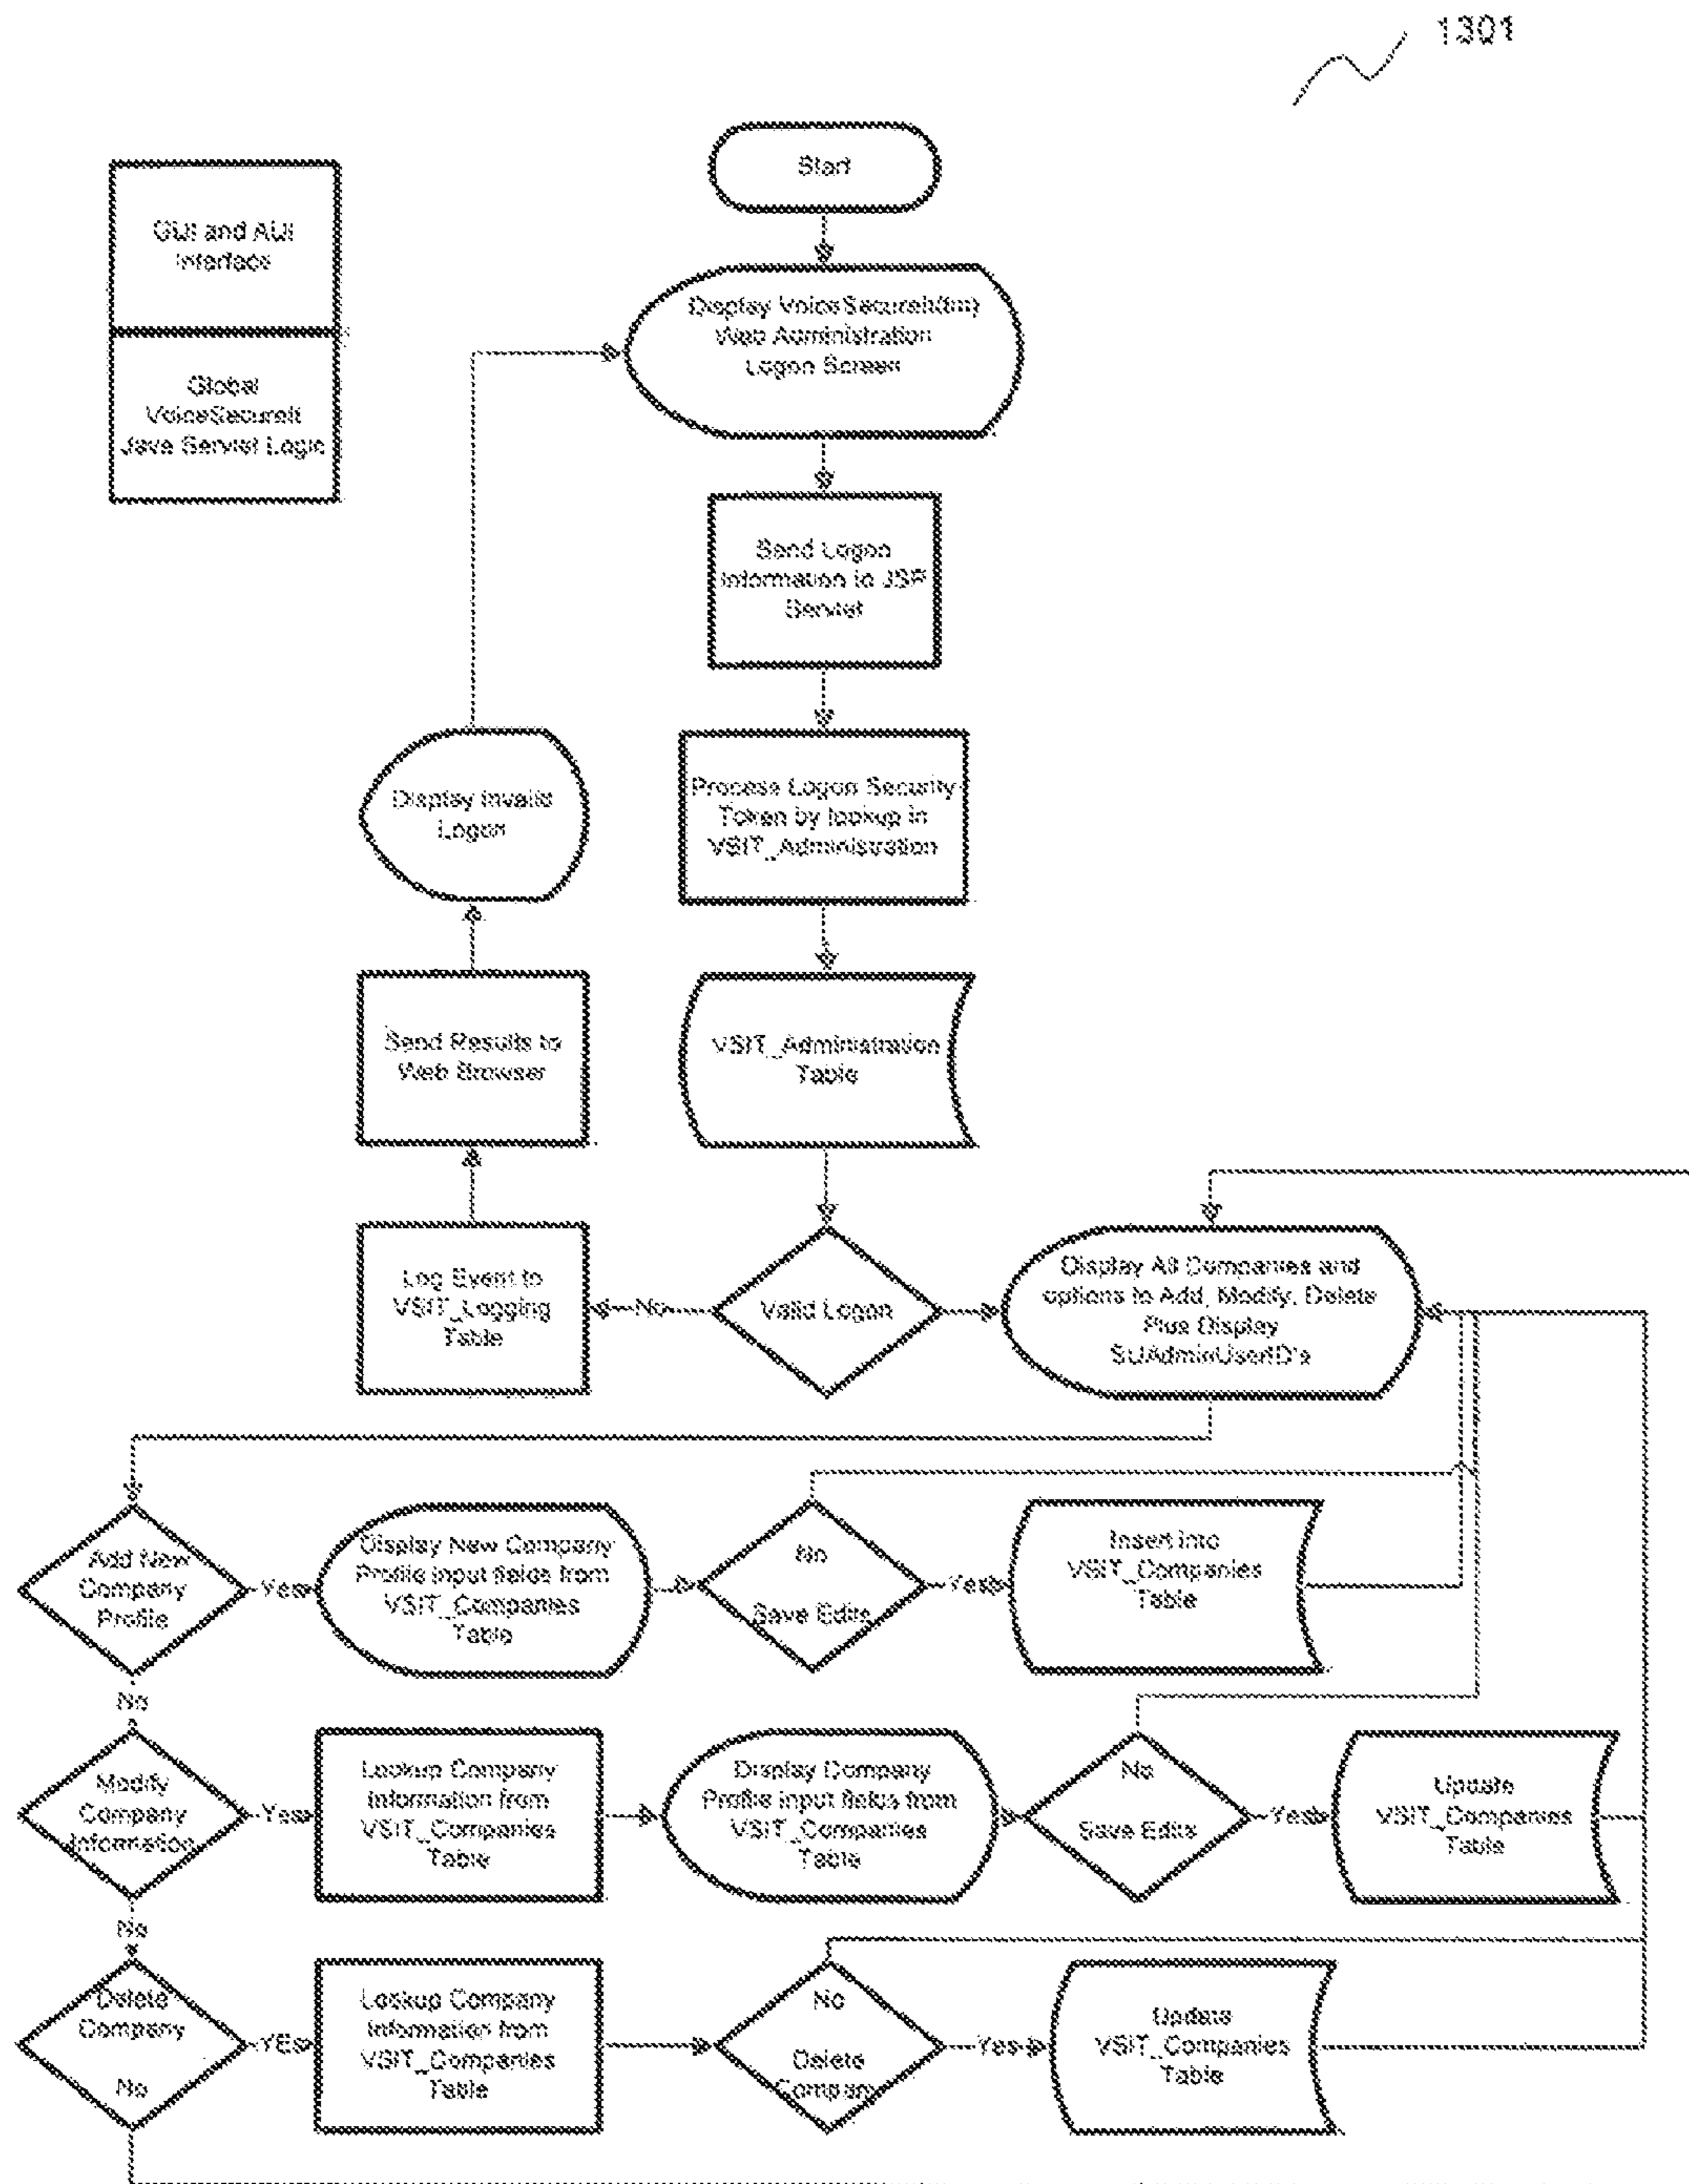 1301
Start
GUI and AUI
Interface
Global
VoiceSecureIt
Java Servlet Logic
Display VoiceSecureIt(tm)
Web Administration
Logon Screen
Send Logon
Information to JSP
Servlet
Display Invalid
Logon
Process Logon Security
Token by lookup in
VSIT_Administration
Send Results to
Web Browser
VSIT_Administration
Table
Log Event to
VSIT_Logging
Table
No
Valid Logon
Display All Companies and
options to Add, Modify, Delete
Plus Display
SUAdminUserID's
Add New
Company
Profile
Yes
Display New Company
Profile input fields from
VSIT_Companies
Table
No
Save Edits
Yes
Insert into
VSIT_Companies
Table
No
Modify
Company
Information
Yes
Lookup Company
Information from
VSIT_Companies
Table
Display Company
Profile input fields from
VSIT_Companies
Table
No
Save Edits
Yes
Update
VSIT_Companies
Table
No
Delete
Company
No
YEs
Lookup Company
Information from
VSIT_Companies
Table
No
Delete
Company
Yes
Update
VSIT_Companies
Table